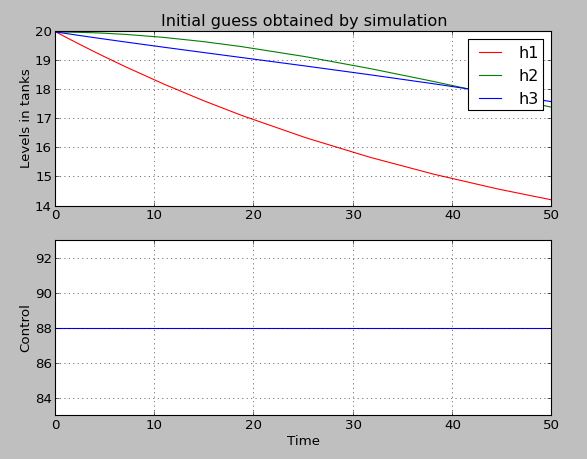 Initial guess obtained by simulation
Levels in tanks
20
19
18
17
16
15
14
h1
h2
h3
0 10 20 30 40 50
Control
92
90
88
86
84
0 10 20 30 40 50
Time